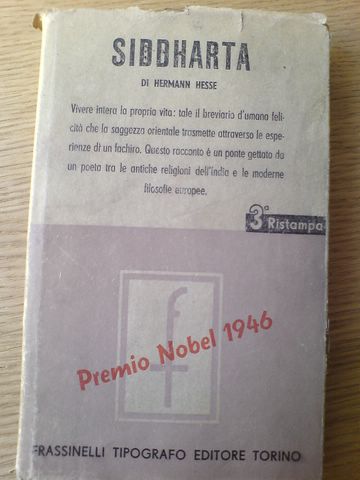 SIDDHARTA
DI HERMANN HESSE
Vivere intera la propria vita: tale il breviario d'umana feli-
cità che la saggezza orientale trasmette attraverso le espe-
rienze di un fachiro. Questo racconto è un ponte gettato da
un poeta tra le antiche religioni dell'india e le moderne
filosofie europee.
3ª Ristampa
f
Premio Nobel 1946
FRASSINELLI TIPOGRAFO EDITORE TORINO